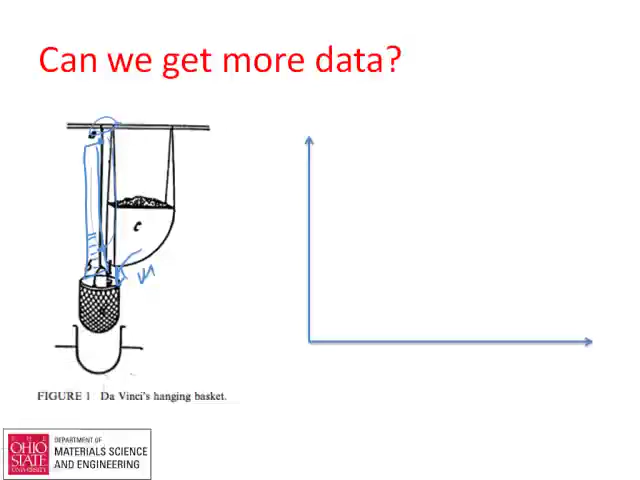 Can we get more data?
C
FIGURE 1 Da Vinci's hanging basket.
THE
OHIO
STATE
UNIVERSITY
DEPARTMENT OF
MATERIALS SCIENCE
AND ENGINEERING